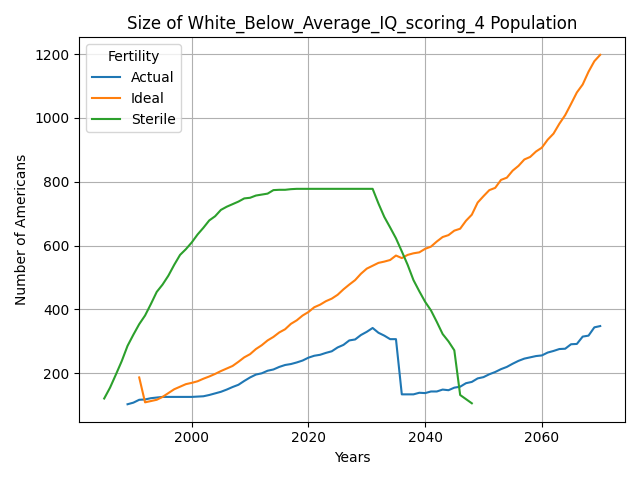 Size of White_Below_Average_IQ_scoring_4 Population
Fertility
Actual
Ideal
Sterile
Number of Americans
1200
1000
800
600
400
200
2000
2020
2040
2060
Years